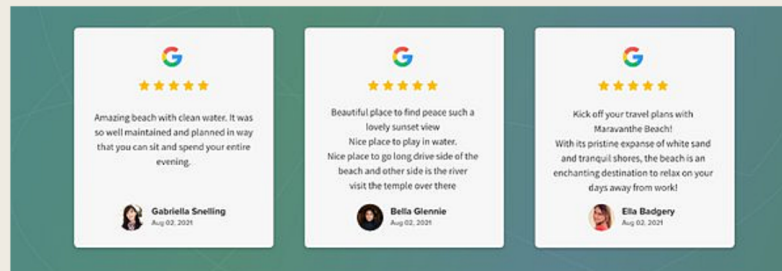 Amazing beach with clean water. It was
so well maintained and planned in way
that you can sit and spend your entire
evening.
Gabriella Snelling
Aug 02, 2021
Beautiful place to find peace such a
lovely sunset view
Nice place to play in water.
Nice place to go long drive side of the
beach and other side is the river
visit the temple over there
Bella Glennie
Aug 02, 2021
Kick off your travel plans with
Maravanthe Beach!
With its pristine expanse of white sand
and tranquil shores, the beach is an
enchanting destination to relax on your
days away from work!
Ella Badgery
Aug 02, 2021